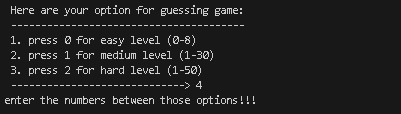 Here are your option for guessing game:
------------------------------------
1. press 0 for easy level (0-8)
2. press 1 for medium level (1-30)
3. press 2 for hard level (1-50)
---------------------------> 4
enter the numbers between those options!!!